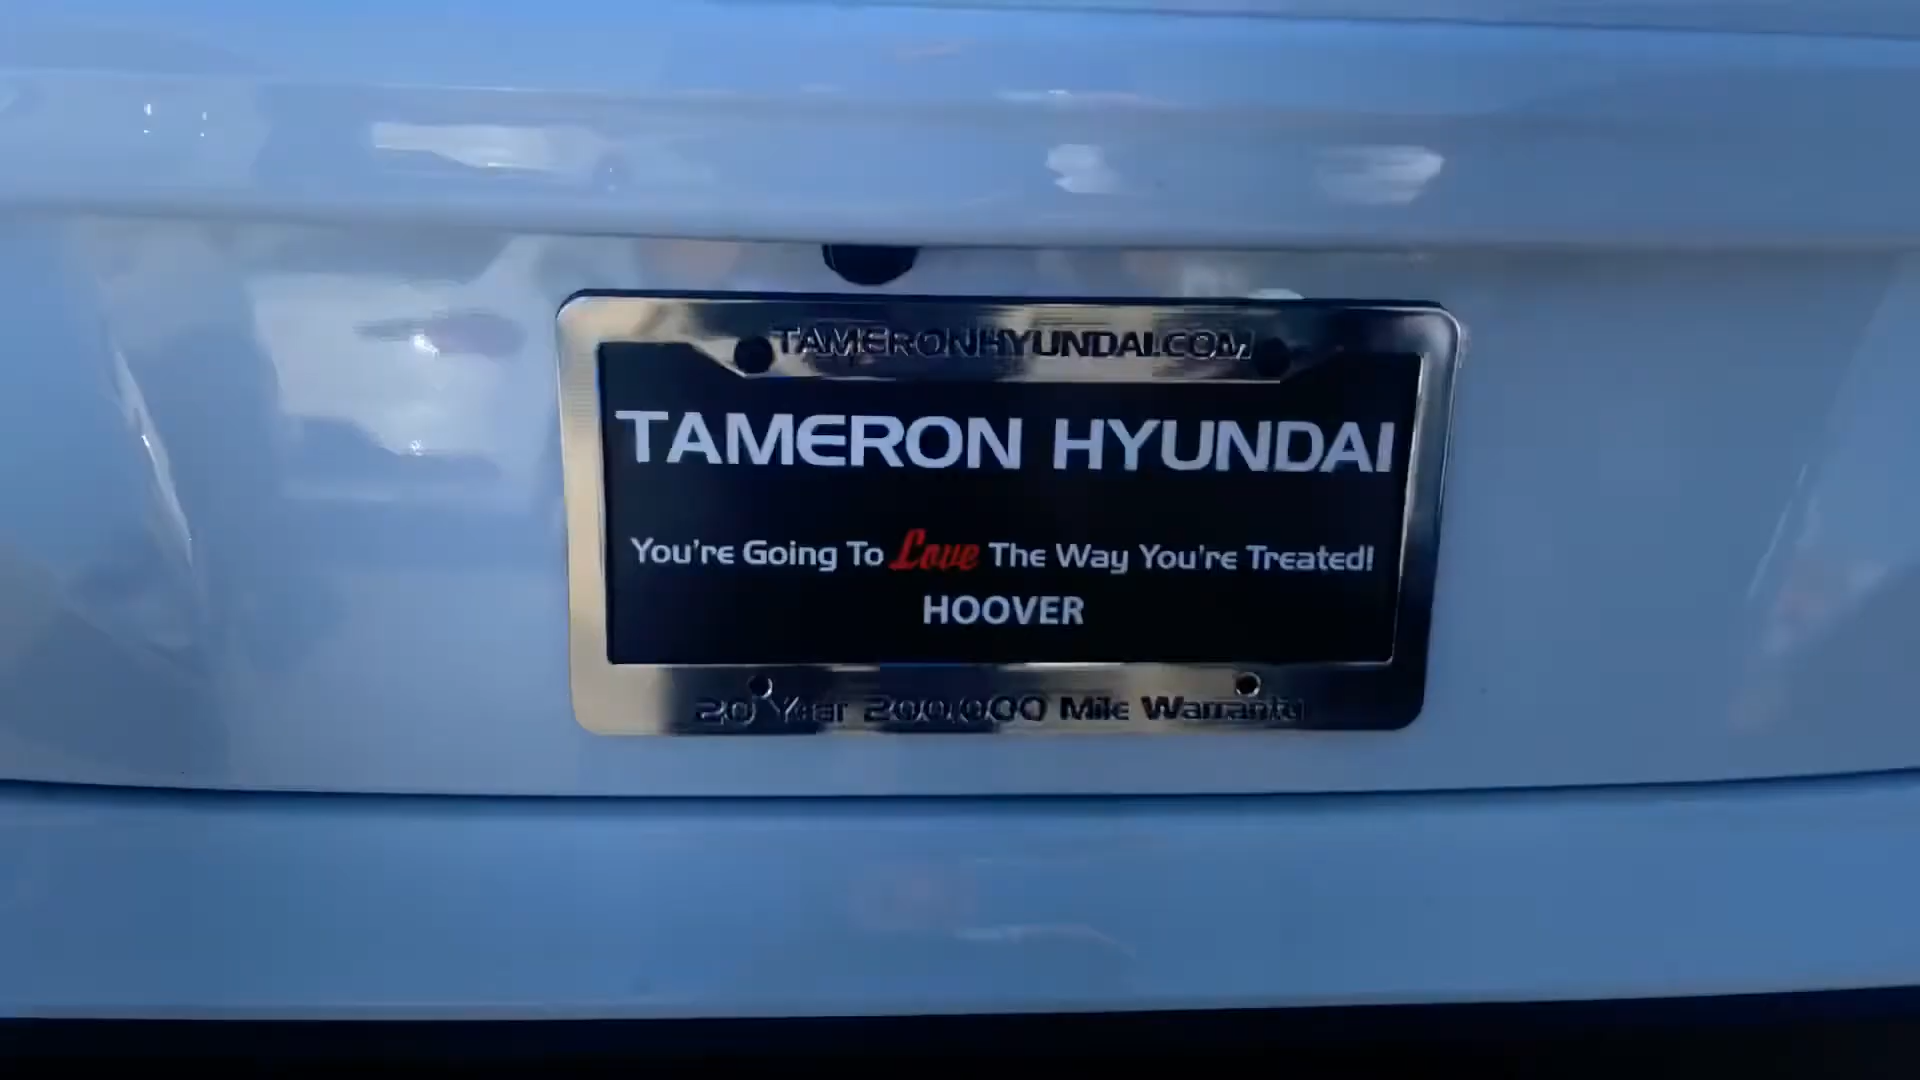 TAMERONHYUNDAI.COM
TAMERON HYUNDAI
You're Going To Love The Way You're Treated!
HOOVER
20 Year 200,000 Mile Warranty